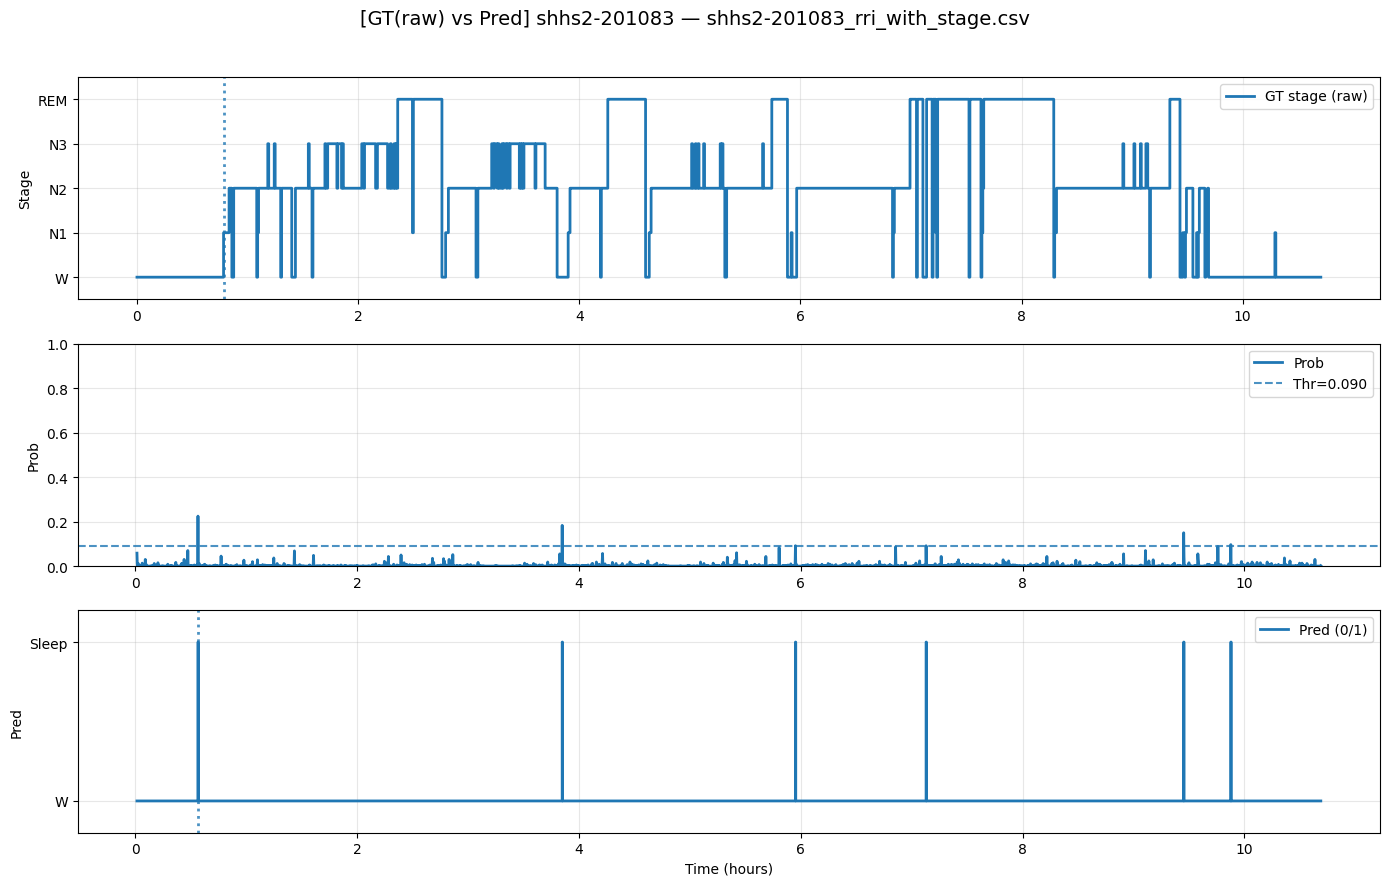 [GT(raw) vs Pred] shhs2-201083 — shhs2-201083_rri_with_stage.csv
GT stage (raw)
Stage
REM
N3
N2
N1
W
0 2 4 6 8 10
Prob
Thr=0.090
Prob
1.0
0.8
0.6
0.4
0.2
0.0
0 2 4 6 8 10
Pred (0/1)
Pred
Sleep
W
0 2 4 6 8 10
Time (hours)